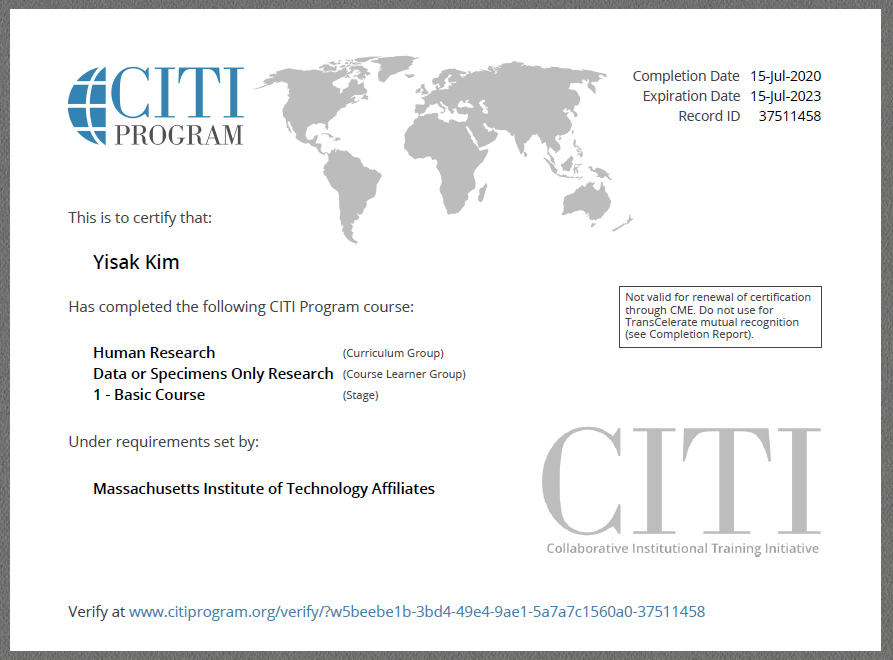 CITI
PROGRAM
Completion Date 15-Jul-2020
Expiration Date 15-Jul-2023
Record ID 37511458
This is to certify that:
Yisak Kim
Has completed the following CITI Program course:
Not valid for renewal of certification
through CME. Do not use for
TransCelerate mutual recognition
(see Completion Report).
Human Research (Curriculum Group)
Data or Specimens Only Research (Course Learner Group)
1 - Basic Course (Stage)
Under requirements set by:
Massachusetts Institute of Technology Affiliates
CITI
Collaborative Institutional Training Initiative
Verify at www.citiprogram.org/verify/?w5beebe1b-3bd4-49e4-9ae1-5a7a7c1560a0-37511458